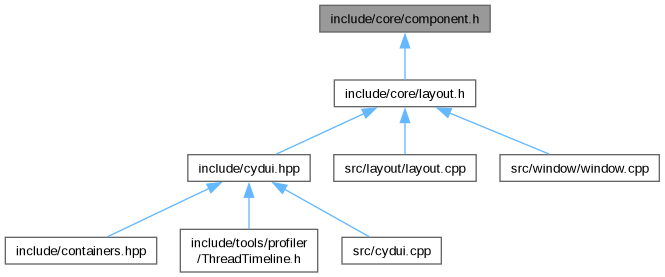 include/core/component.h
include/core/layout.h
include/cydui.hpp
src/layout/layout.cpp
src/window/window.cpp
include/containers.hpp
include/tools/profiler
/ThreadTimeline.h
src/cydui.cpp